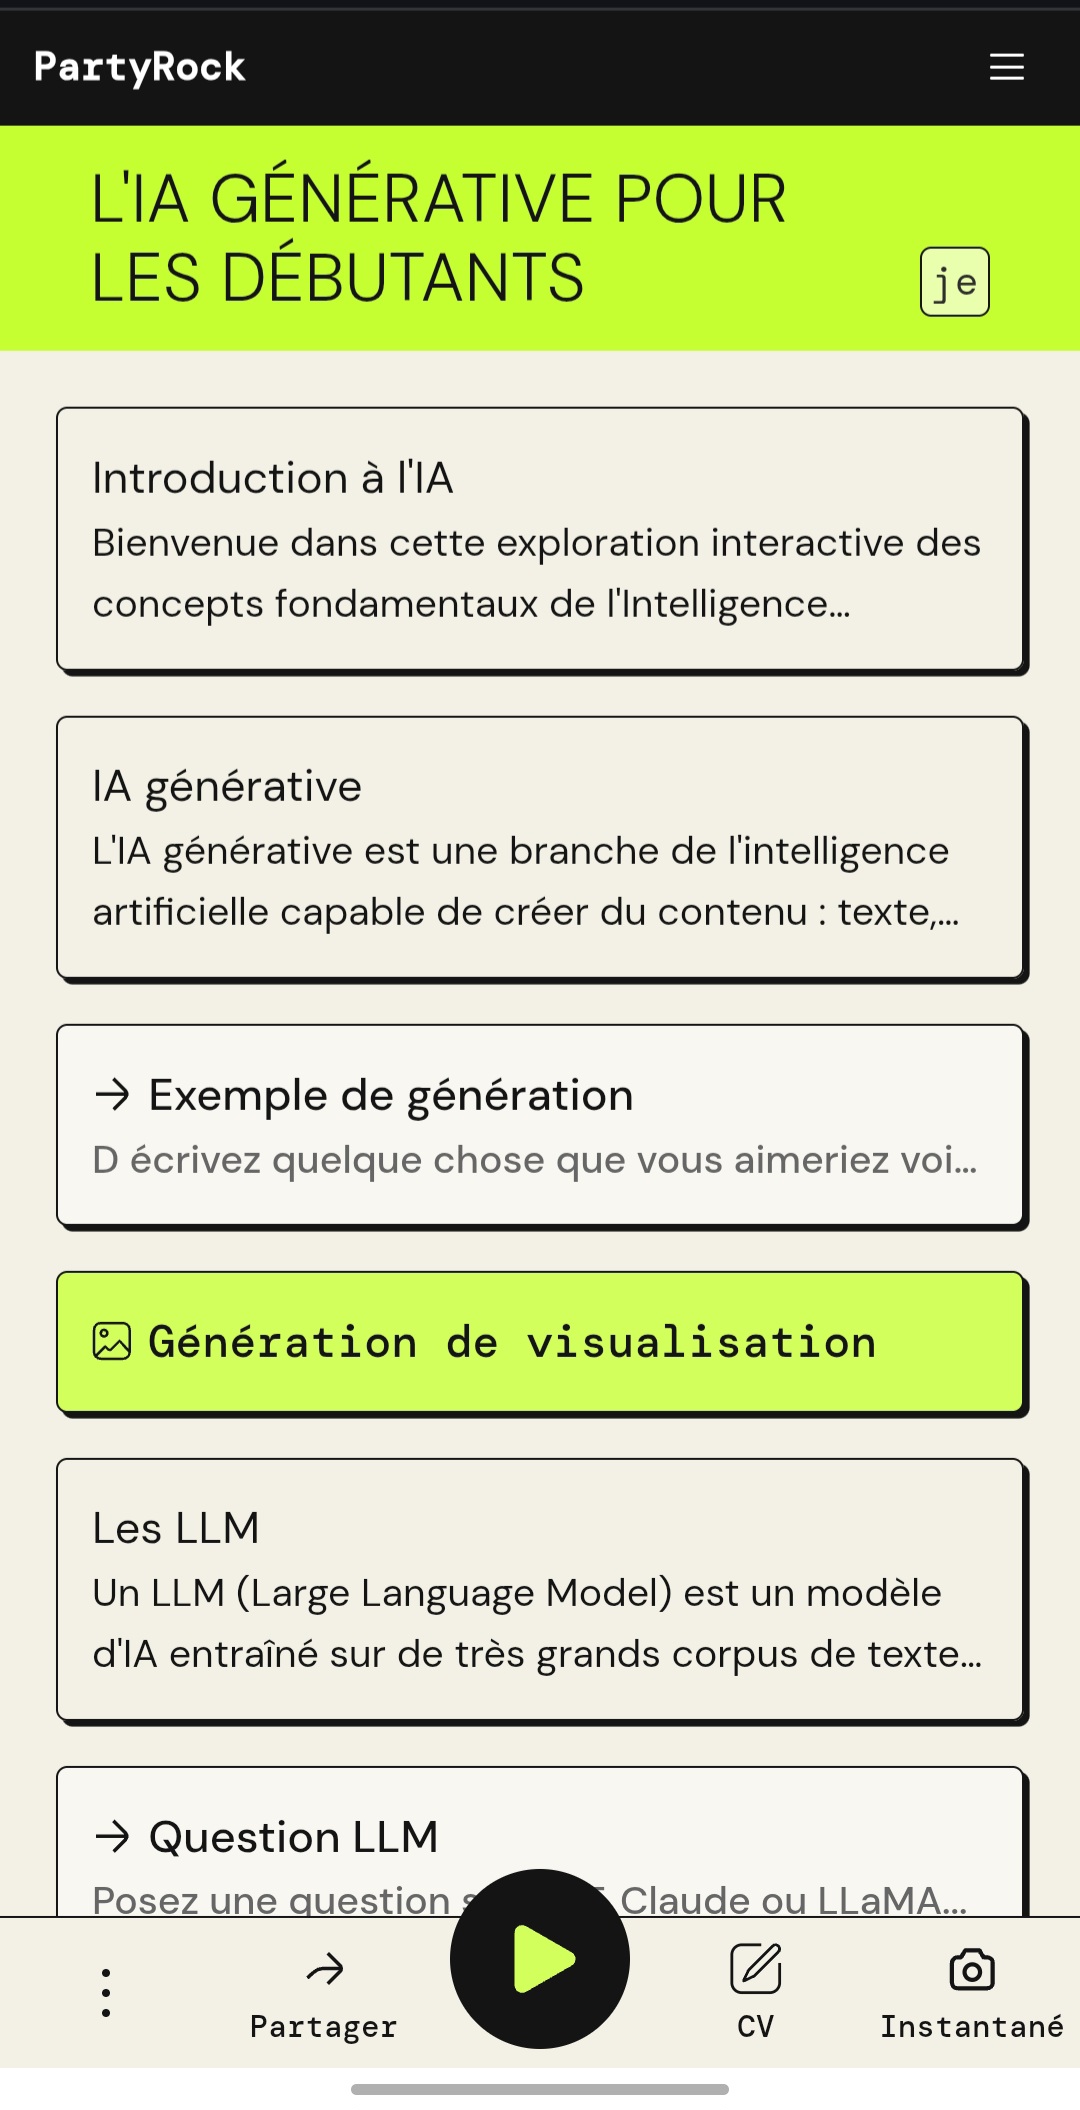 PartyRock
L'IA GÉNÉRATIVE POUR
LES DÉBUTANTS
je
Introduction à l'IA
Bienvenue dans cette exploration interactive des
concepts fondamentaux de l'Intelligence...
IA générative
L'IA générative est une branche de l'intelligence
artificielle capable de créer du contenu : texte,...
→ Exemple de génération
D écrivez quelque chose que vous aimeriez voi...
Génération de visualisation
Les LLM
Un LLM (Large Language Model) est un modèle
d'IA entraîné sur de très grands corpus de texte...
→ Question LLM
Posez une question Claude ou LLaMA...
Partager
CV
Instantané